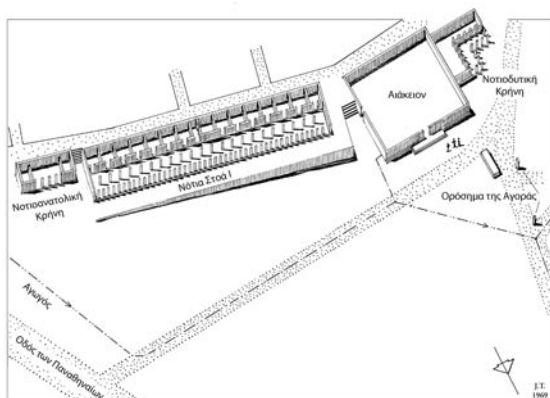 Νοτιοδυτική
Κρήνη
Αιάκειον
Νότια Στοά Ι
Νοτιοανατολική
Κρήνη
Ορόσημα της Αγοράς
Αγωγός
Οδός των Παναθηναίων
J.T.
1969